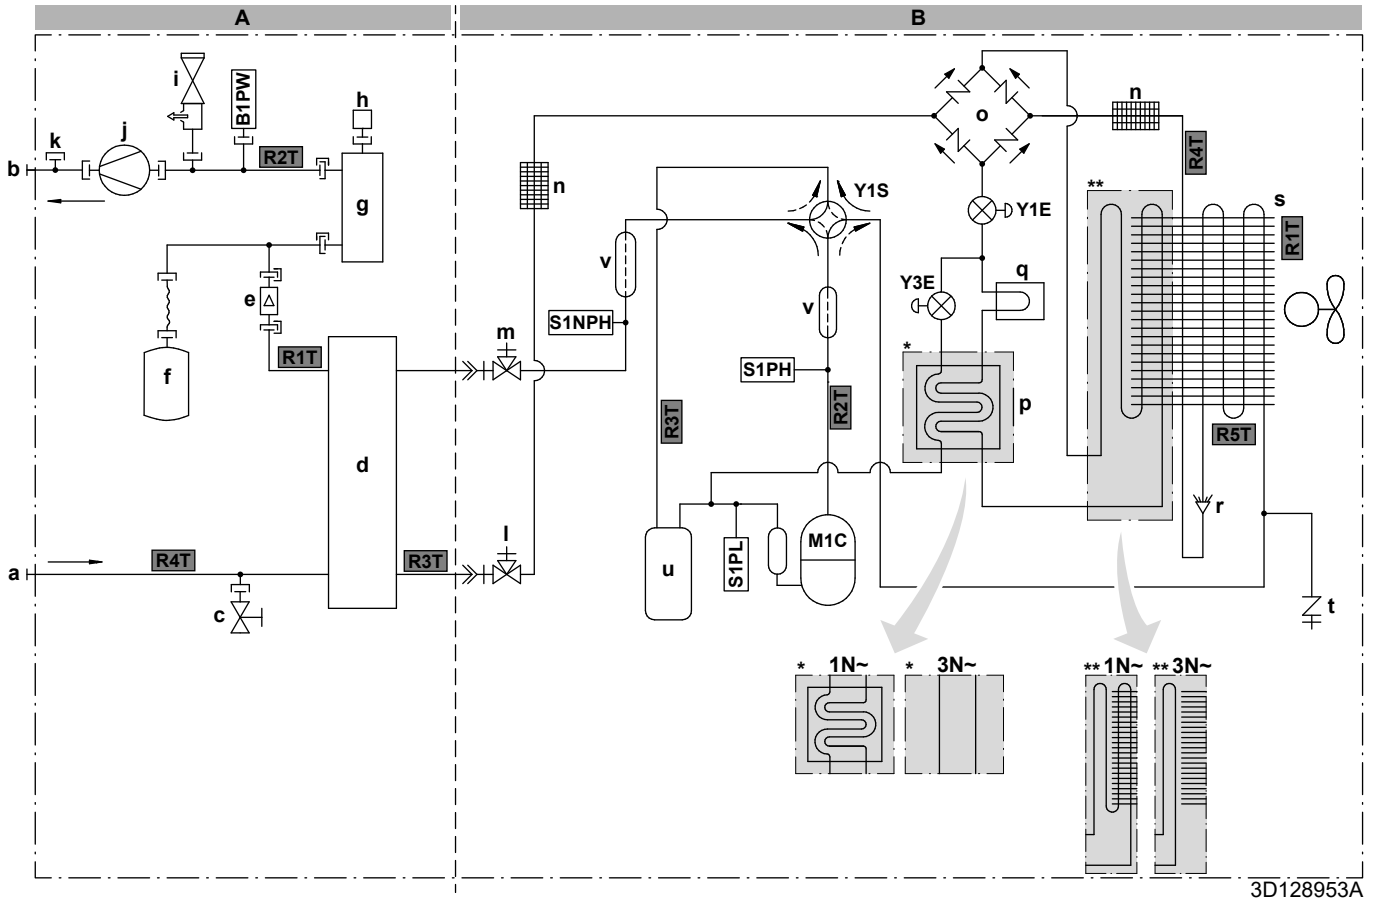 A
B
i
B1PW
h
n
k
j
o
R4T
b
R2T
n
**
Y1S
s
g
Y1E
R1T
v
q
e
Y3E
v
S1NPH
m
*
R1T
S1PH
f
p
R3T
R2T
R5T
d
r
l
M1C
a
R4T
R3T
u
S1PL
c
t
* 1N~ * 3N~
** 1N~ ** 3N~
3D128953A